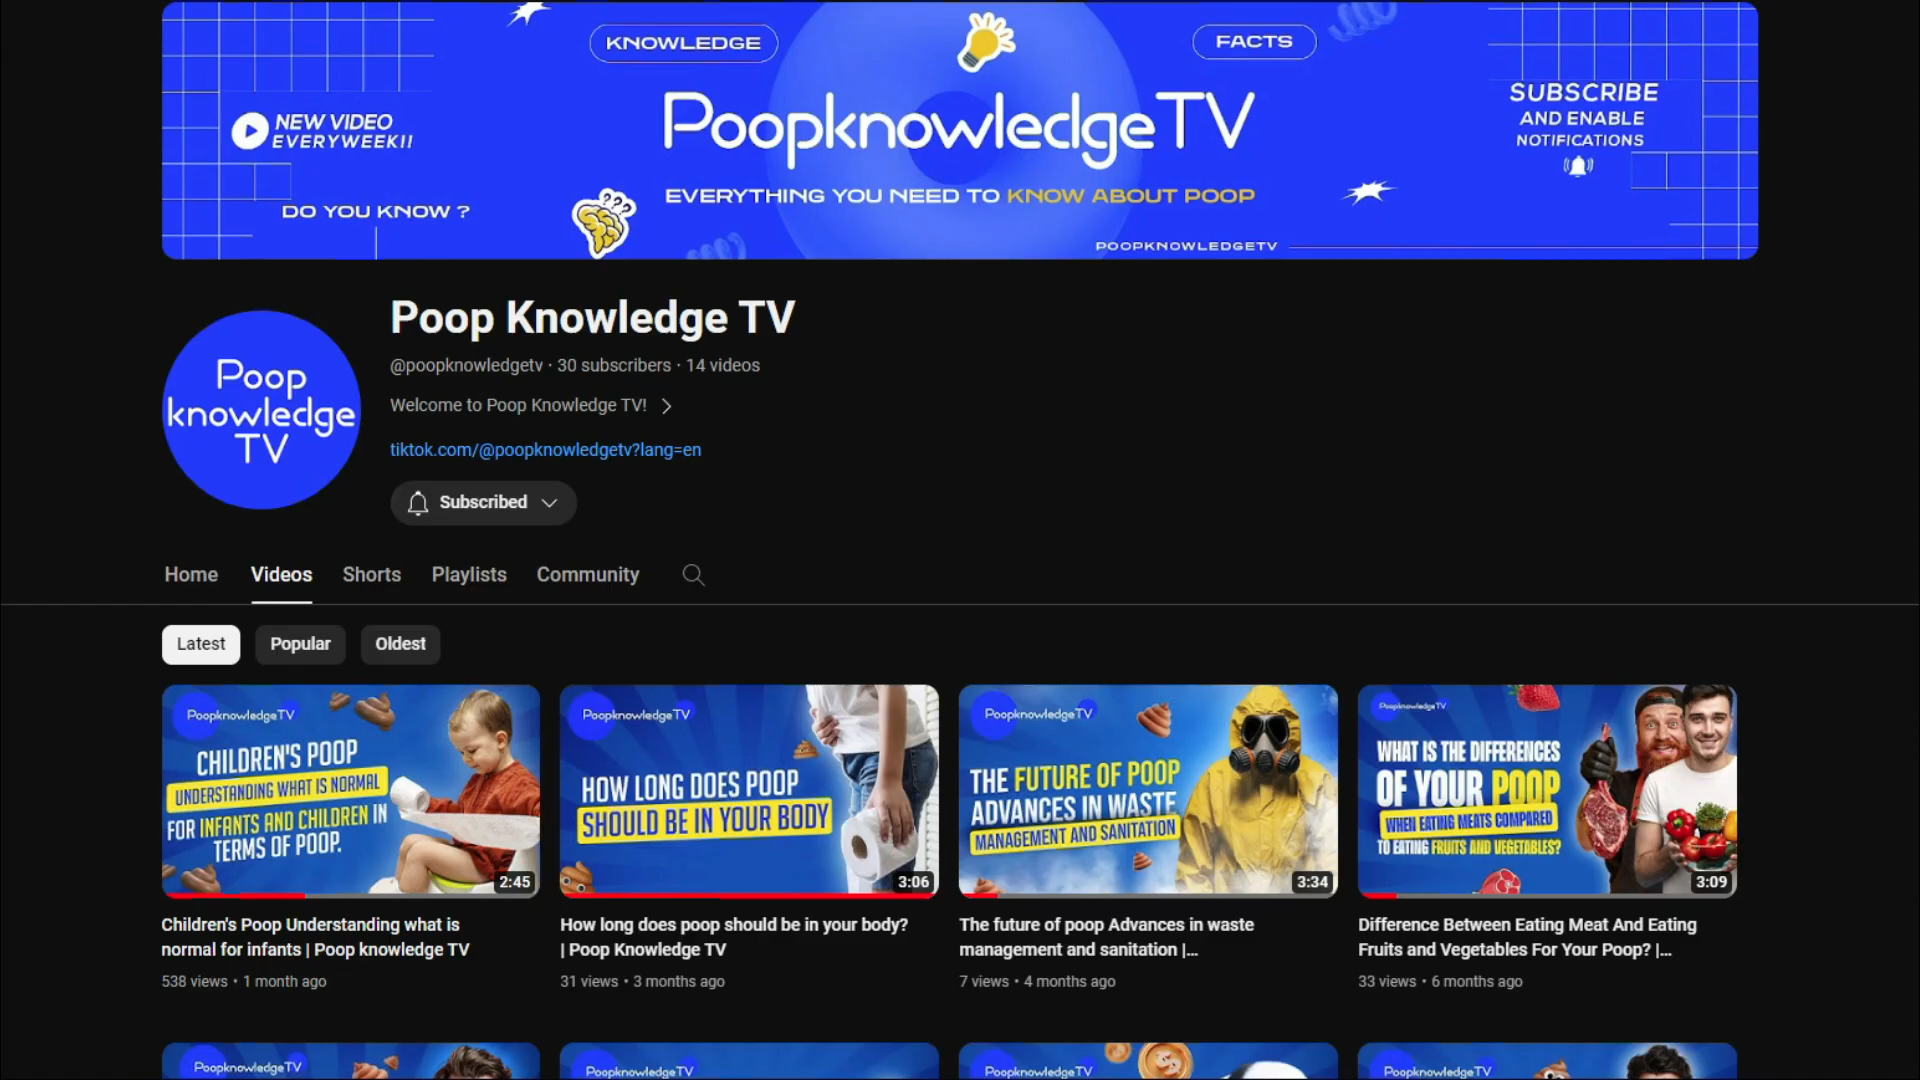 KNOWLEDGE
FACTS
NEW VIDEO
EVERYWEEK!!
DO YOU KNOW ?
PoopknowledgeTV
EVERYTHING YOU NEED TO KNOW ABOUT POOP
POOPKNOWLEDGETV
SUBSCRIBE
AND ENABLE
NOTIFICATIONS
Poop
knowledge
TV
Poop Knowledge TV
@poopknowledgetv · 30 subscribers · 14 videos
Welcome to Poop Knowledge TV!
tiktok.com/@poopknowledgetv?lang=en
Subscribed
Home Videos Shorts Playlists Community
Latest Popular Oldest
PoopknowledgeTV
CHILDREN'S POOP
UNDERSTANDING WHAT IS NORMAL
FOR INFANTS AND CHILDREN IN
TERMS OF POOP.
2:45
Children's Poop Understanding what is
normal for infants | Poop knowledge TV
538 views • 1 month ago
PoopknowledgeTV
HOW LONG DOES POOP
SHOULD BE IN YOUR BODY
3:06
How long does poop should be in your body?
| Poop Knowledge TV
31 views • 3 months ago
PoopknowledgeTV
THE FUTURE OF POOP
ADVANCES IN WASTE
MANAGEMENT AND SANITATION
3:34
The future of poop Advances in waste
management and sanitation |...
7 views • 4 months ago
PoopknowledgeTV
WHAT IS THE DIFFERENCES
OF YOUR POOP
WHEN EATING MEATS COMPARED
TO EATING FRUITS AND VEGETABLES?
3:09
Difference Between Eating Meat And Eating
Fruits and Vegetables For Your Poop? |...
33 views • 6 months ago
PoopknowledgeTV
PoopknowledgeTV
PoopknowledgeTV
PoopknowledgeTV